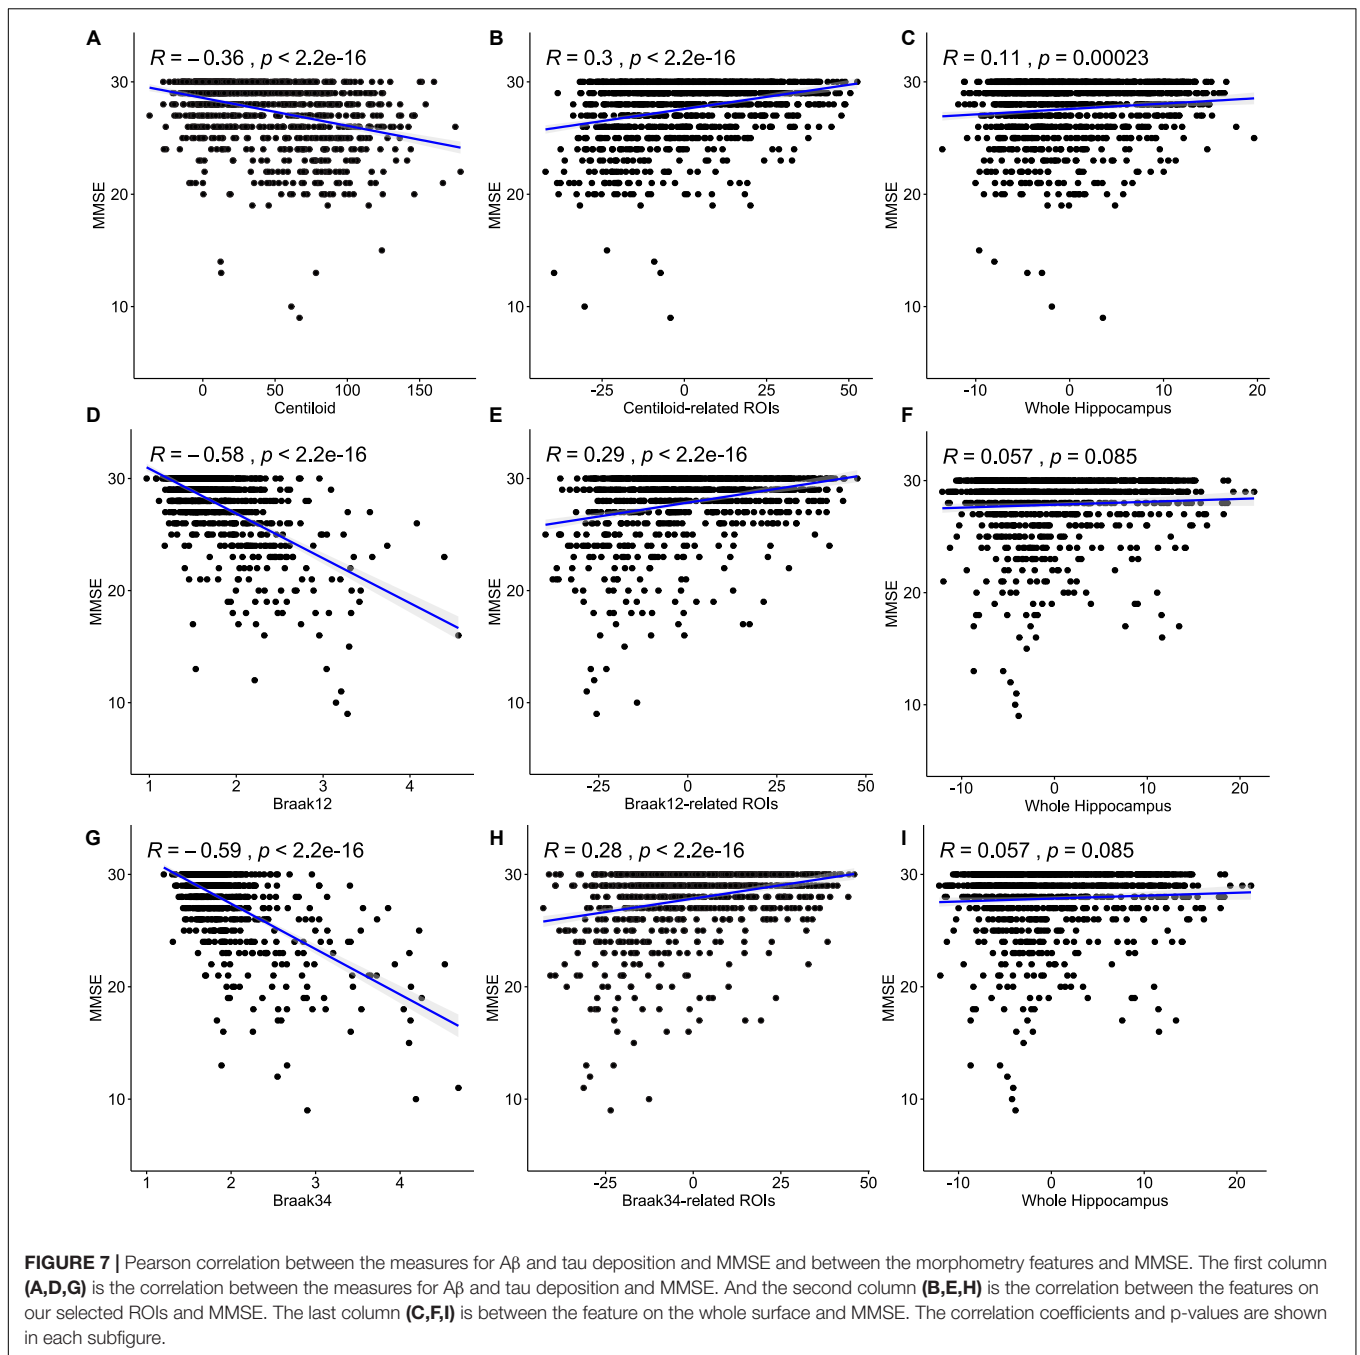 A
R = − 0.36 , p < 2.2e-16
30
20
10
MMSE
0 50 100 150
Centiloid
B
R = 0.3 , p < 2.2e-16
30
20
10
MMSE
-25 0 25 50
Centiloid-related ROIs
C
R = 0.11 , p = 0.00023
30
20
10
MMSE
0 -10 0 10 20
Whole Hippocampus
D
R = − 0.58 , p < 2.2e-16
30
20
10
MMSE
1 2 3 4
Braak12
E
R = 0.29 , p < 2.2e-16
30
20
10
MMSE
-25 0 25 50
Braak12-related ROIs
F
R = 0.057 , p = 0.085
30
20
10
MMSE
-10 0 10 20
Whole Hippocampus
G
R = − 0.59 , p < 2.2e-16
30
20
10
MMSE
1 2 3 4
Braak34
H
R = 0.28 , p < 2.2e-16
30
20
10
MMSE
-25 0 25 50
Braak34-related ROIs
I
R = 0.057 , p = 0.085
30
20
10
MMSE
-10 0 10 20
Whole Hippocampus
FIGURE 7 | Pearson correlation between the measures for Aβ and tau deposition and MMSE and between the morphometry features and MMSE. The first column
(A,D,G) is the correlation between the measures for Aβ and tau deposition and MMSE. And the second column (B,E,H) is the correlation between the features on
our selected ROIs and MMSE. The last column (C,F,I) is between the feature on the whole surface and MMSE. The correlation coefficients and p-values are shown
in each subfigure.